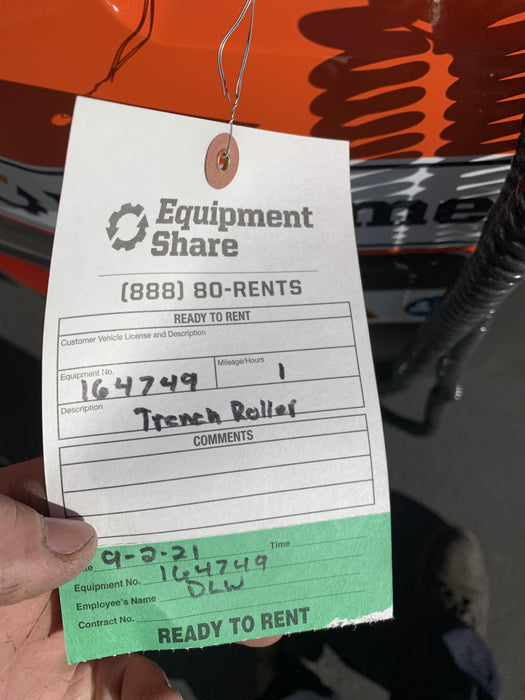 Equipment
Share
(888) 80-RENTS
READY TO RENT
Customer Vehicle License and Description
Equipment No. 164749 Mileage/Hours 1
Description Trench Roller
COMMENTS
9-2-21 Time
Equipment No. 164749
Employee's Name DLW
Contract No.
READY TO RENT